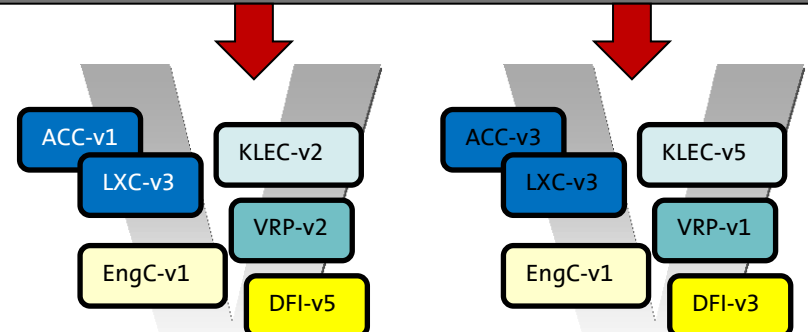 ACC-v1
LXC-v3
KLEC-v2
VRP-v2
EngC-v1
DFI-v5
ACC-v3
LXC-v3
KLEC-v5
VRP-v1
EngC-v1
DFI-v3